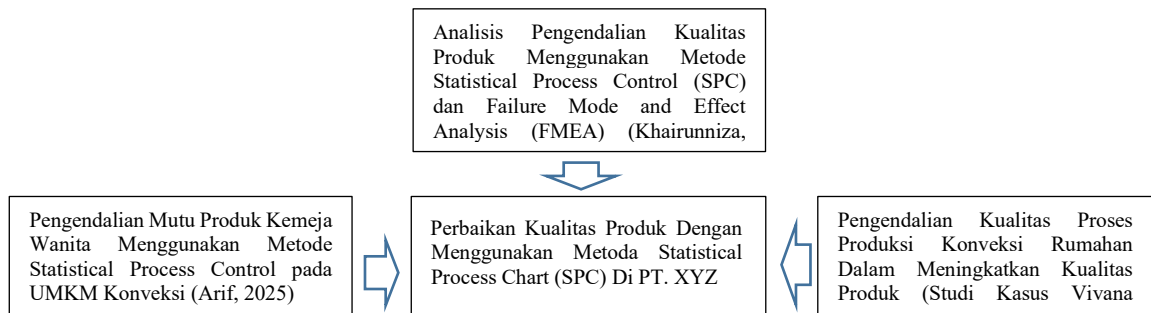 Analisis Pengendalian Kualitas
Produk Menggunakan Metode
Statistical Process Control (SPC)
dan Failure Mode and Effect
Analysis (FMEA) (Khairunniza,
Pengendalian Mutu Produk Kemeja
Wanita Menggunakan Metode
Statistical Process Control pada
UMKM Konveksi (Arif, 2025)
Perbaikan Kualitas Produk Dengan
Menggunakan Metoda Statistical
Process Chart (SPC) Di PT. XYZ
Pengendalian Kualitas Proses
Produksi Konveksi Rumahan
Dalam Meningkatkan Kualitas
Produk (Studi Kasus Vivana